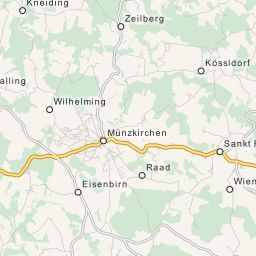 Kneiding
Zeilberg
Kössldorf
alling
Wilhelming
Münzkirchen
Sankt
Raad
Wien
Eisenbirn